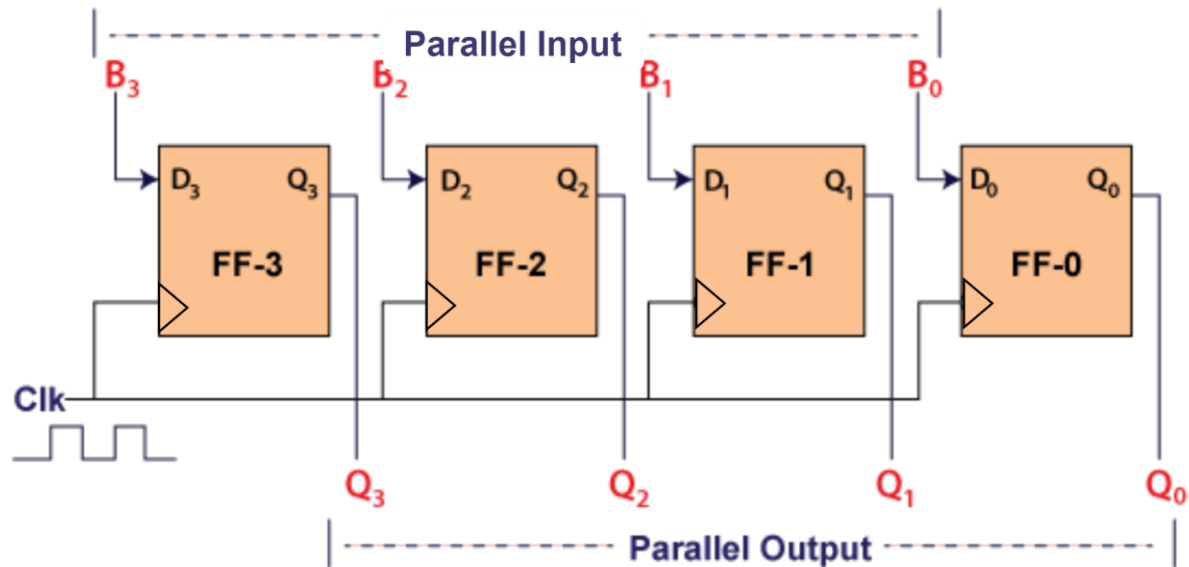 Parallel Input
B₃ B₂ B₁ B₀
D₃ Q₃ D₂ Q₂ D₁ Q₁ D₀ Q₀
FF-3 FF-2 FF-1 FF-0
Clk
Q₃ Q₂ Q₁ Q₀
Parallel Output